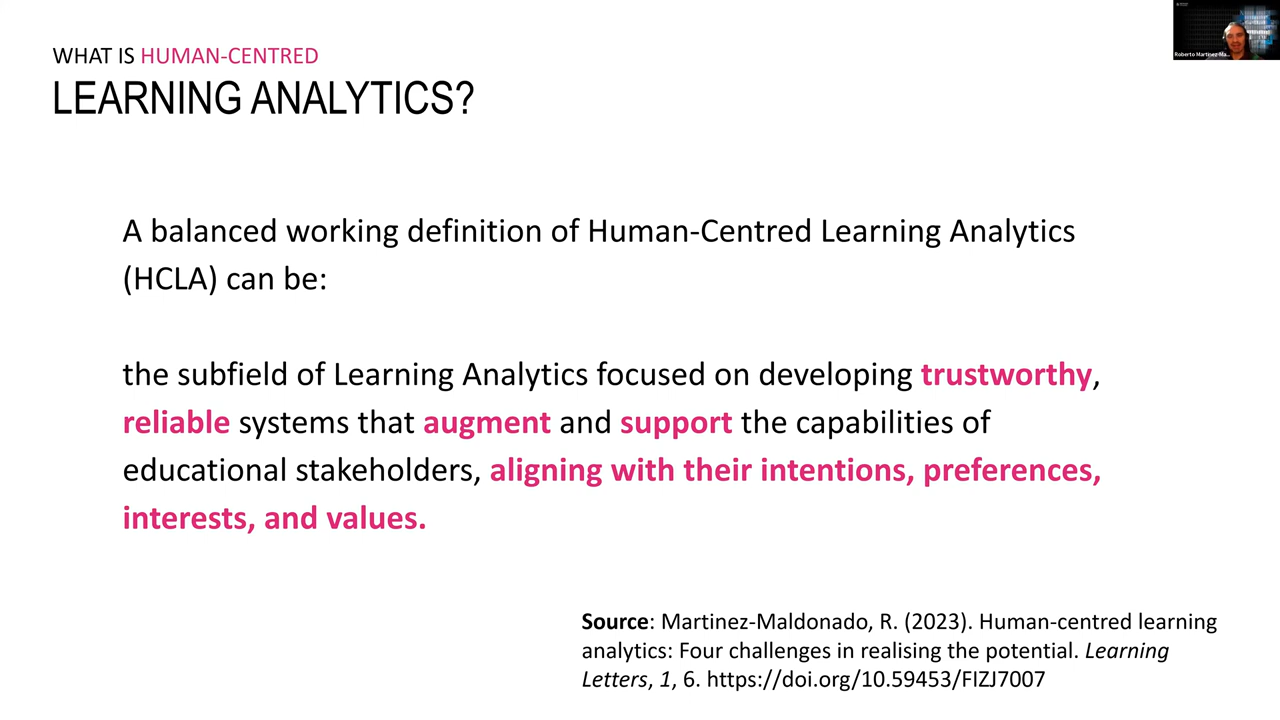 WHAT IS HUMAN-CENTRED
LEARNING ANALYTICS?
Roberto Martinez Ma...
A balanced working definition of Human-Centred Learning Analytics
(HCLA) can be:
the subfield of Learning Analytics focused on developing trustworthy,
reliable systems that augment and support the capabilities of
educational stakeholders, aligning with their intentions, preferences,
interests, and values.
Source: Martinez-Maldonado, R. (2023). Human-centred learning
analytics: Four challenges in realising the potential. Learning
Letters, 1, 6. https://doi.org/10.59453/FIZJ7007